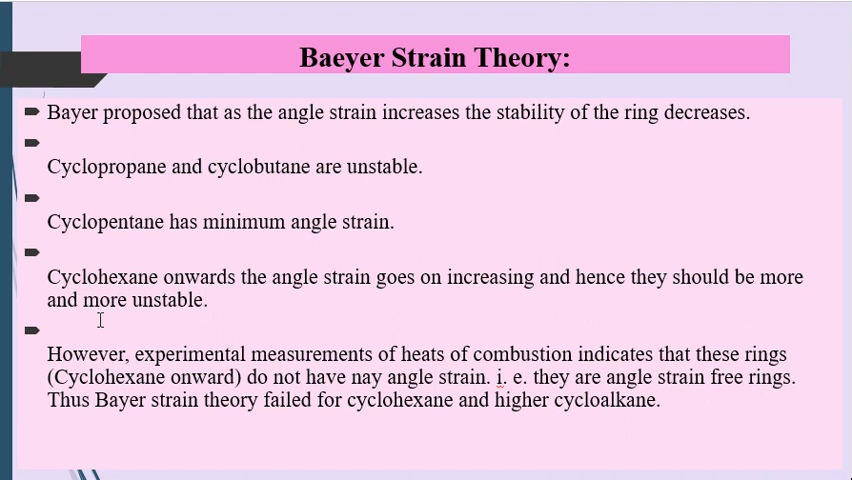 Baeyer Strain Theory:
Bayer proposed that as the angle strain increases the stability of the ring decreases.
Cyclopropane and cyclobutane are unstable.
Cyclopentane has minimum angle strain.
Cyclohexane onwards the angle strain goes on increasing and hence they should be more
and more unstable.
However, experimental measurements of heats of combustion indicates that these rings
(Cyclohexane onward) do not have nay angle strain. i. e. they are angle strain free rings.
Thus Bayer strain theory failed for cyclohexane and higher cycloalkane.